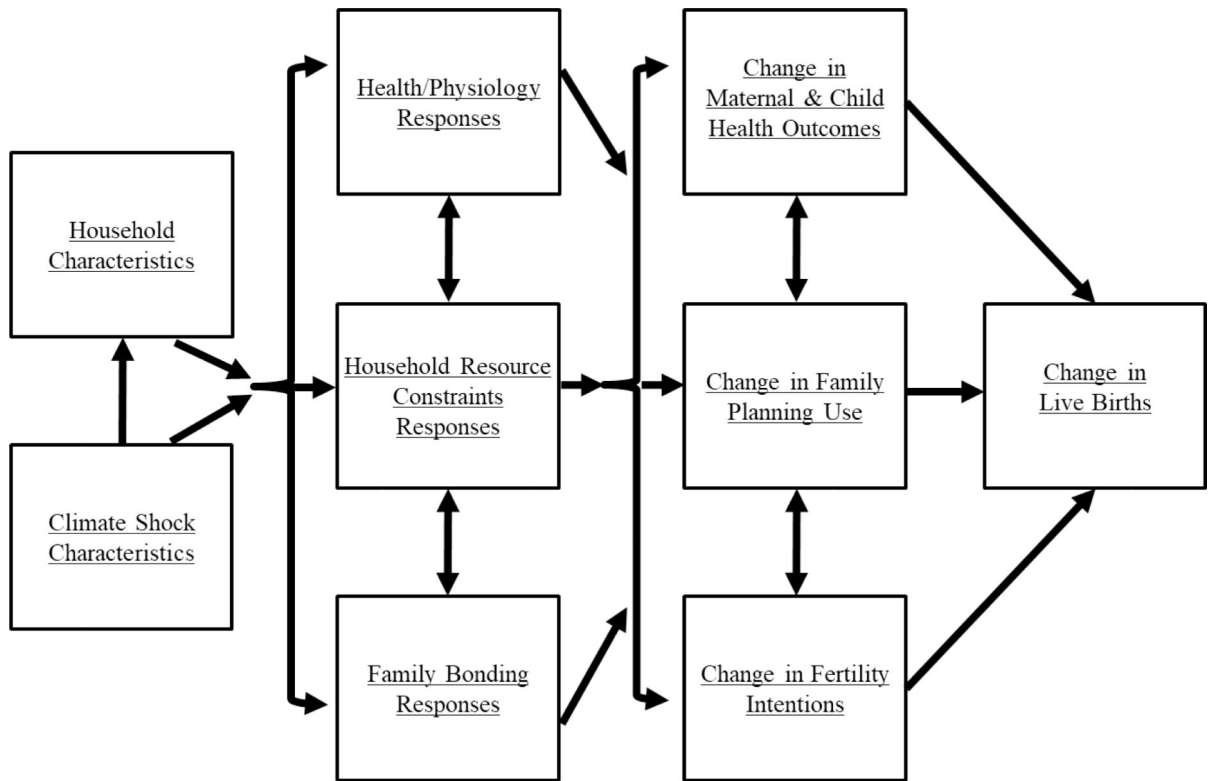 Household
Characteristics
Climate Shock
Characteristics
Health/Physiology
Responses
Household Resource
Constraints
Responses
Family Bonding
Responses
Change in
Maternal & Child
Health Outcomes
Change in Family
Planning Use
Change in Fertility
Intentions
Change in
Live Births